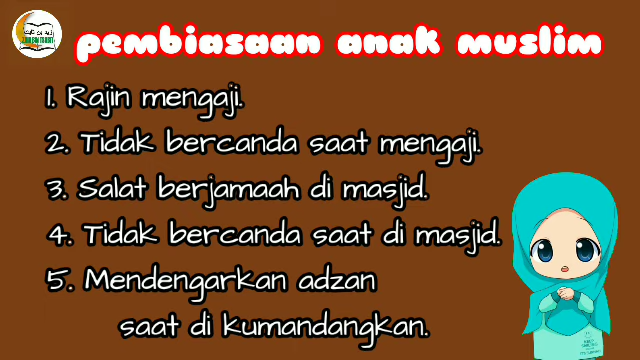 pembiasaan anak muslim
1. Rajin mengaji.
2. Tidak bercanda saat mengaji.
3. Salat berjamaah di masjid.
4. Tidak bercanda saat di masjid.
5. Mendengarkan adzan
saat di kumandangkan.